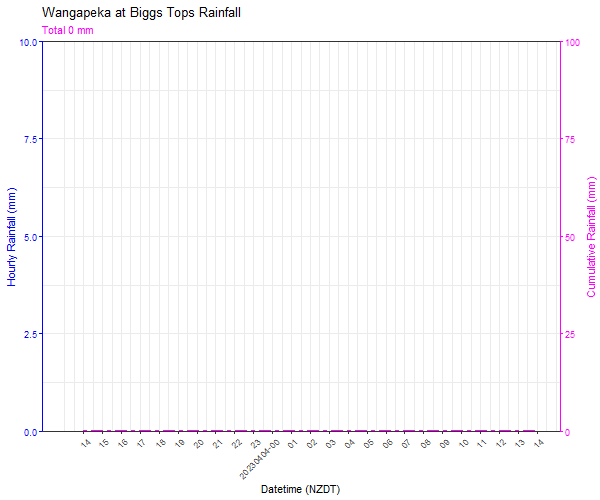 Wangapeka at Biggs Tops Rainfall
Total 0 mm
10.0
7.5
5.0
2.5
0.0
Hourly Rainfall (mm)
100
75
50
25
0
Cumulative Rainfall (mm)
14 15 16 17 18 19 20 21 22 23 20230404-00 01 02 03 04 05 06 07 08 09 10 11 12 13 14
Datetime (NZDT)